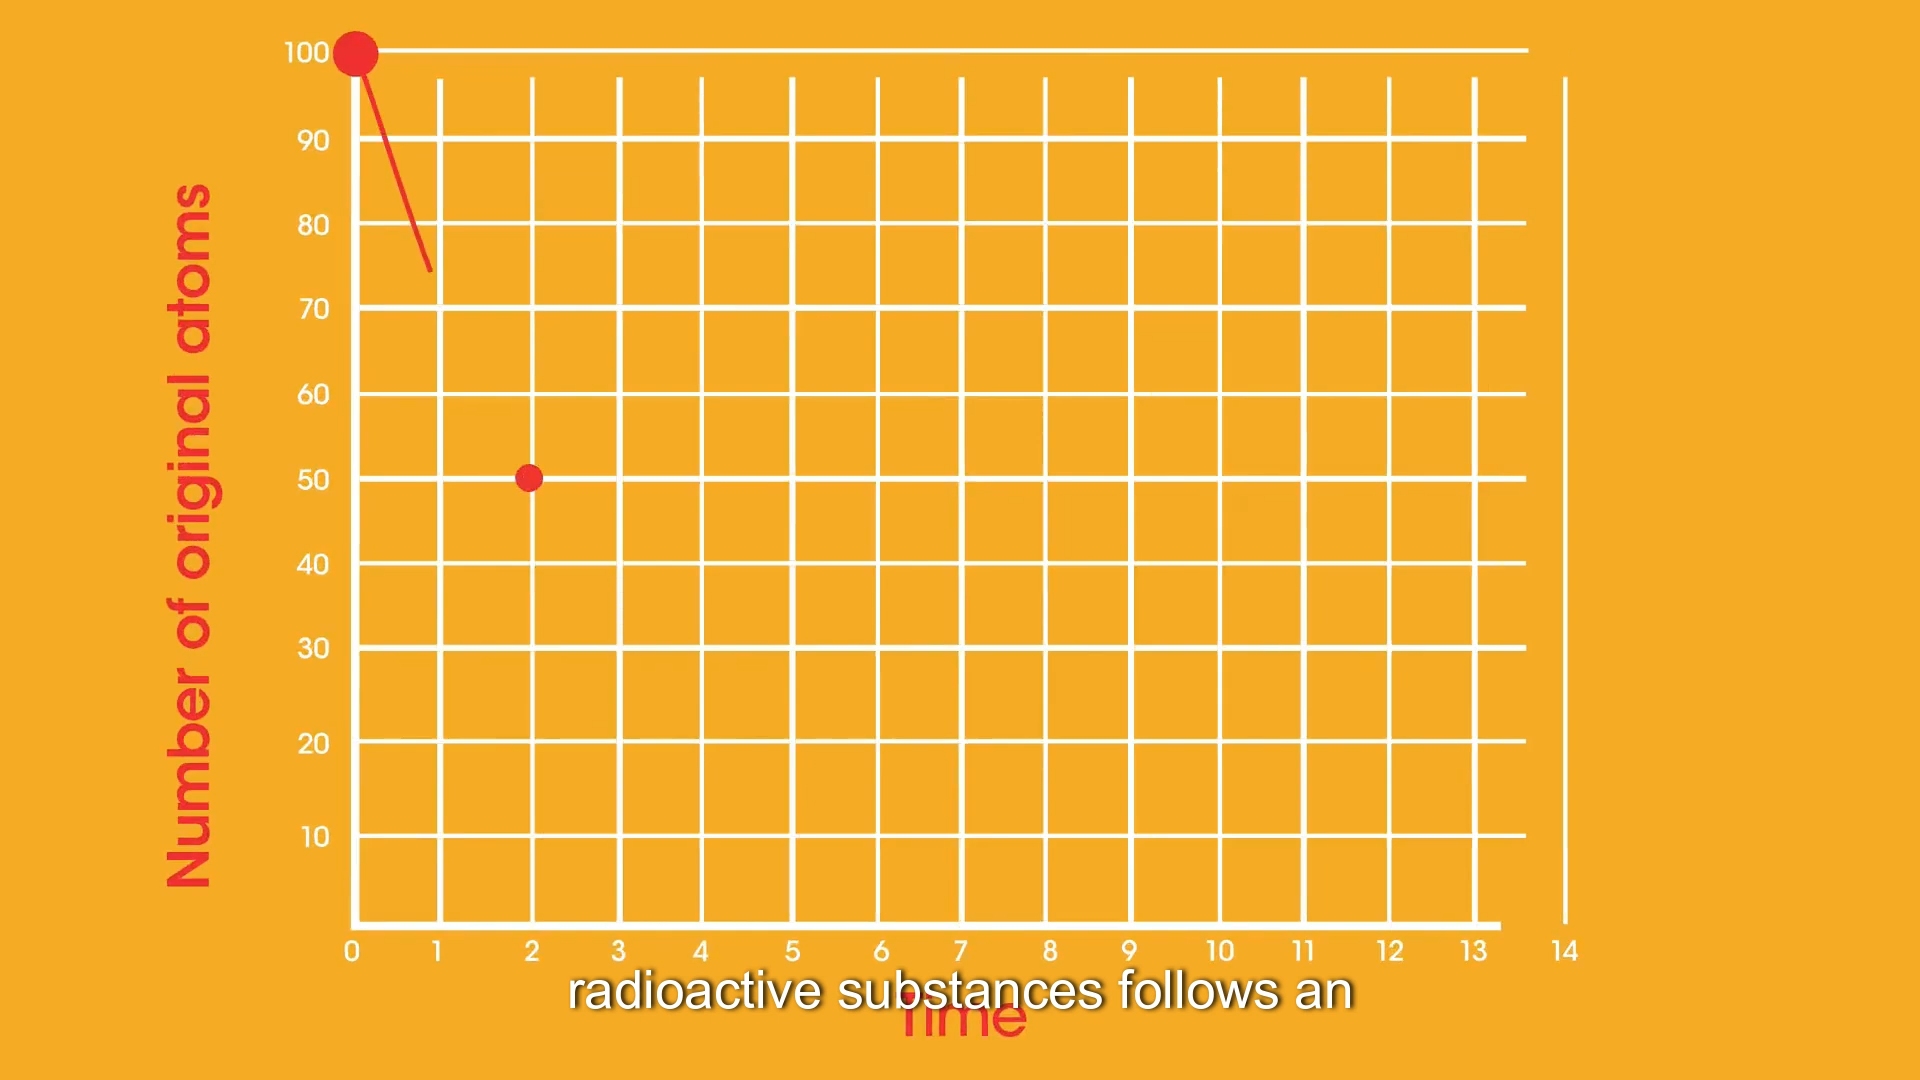 100
90
80
70
60
50
40
30
20
10
Number of original atoms
0 1 2 3 4 5 6 7 8 9 10 11 12 13 14
radioactive substances follows an
Time